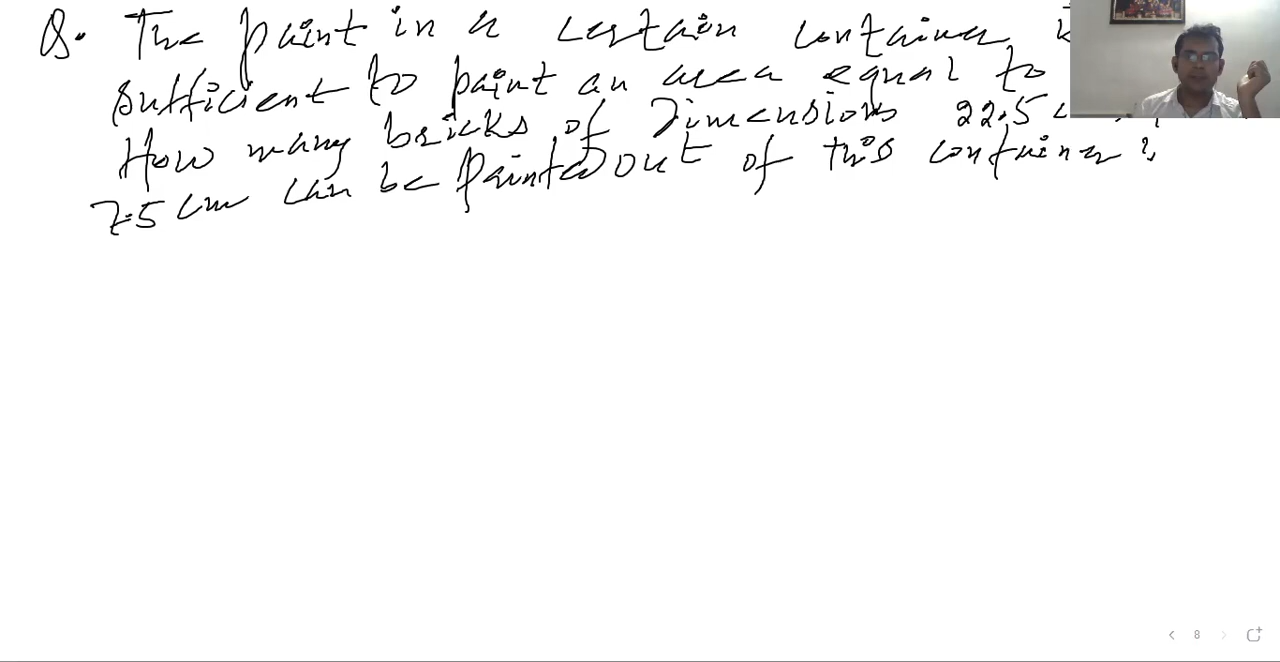 Q. The paint in a certain container
sufficient to paint an area equal to
How many bricks of Dimensions 22.5 c
7.5 cm can be painted out of this container?
8